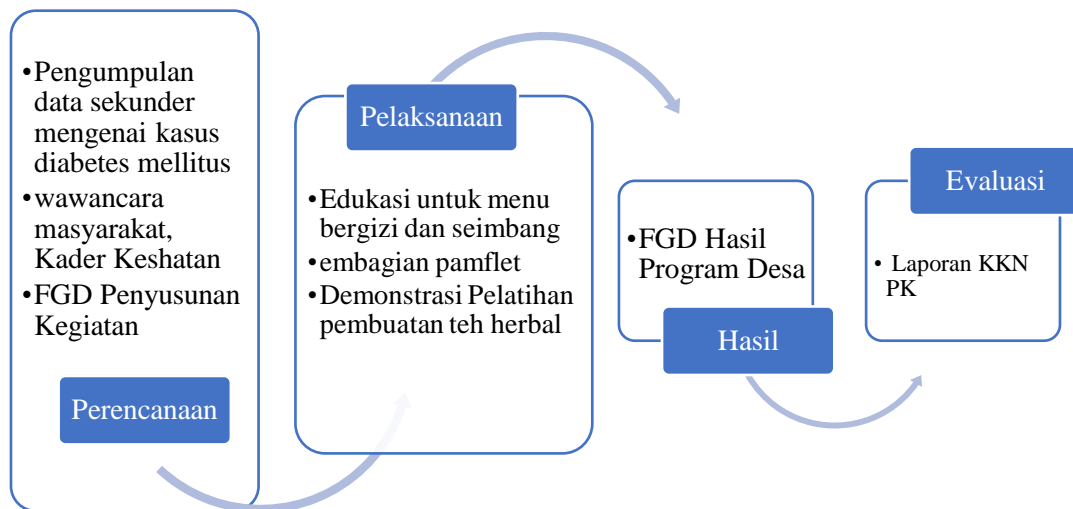 •Pengumpulan
data sekunder
mengenai kasus
diabetes mellitus
•wawancara
masyarakat,
Kader Keshatan
•FGD Penyusunan
Kegiatan
Perencanaan
Pelaksanaan
•Edukasi untuk menu
bergizi dan seimbang
•embagian pamflet
•Demonstrasi Pelatihan
pembuatan teh herbal
•FGD Hasil
Program Desa
Hasil
Evaluasi
• Laporan KKN
PK